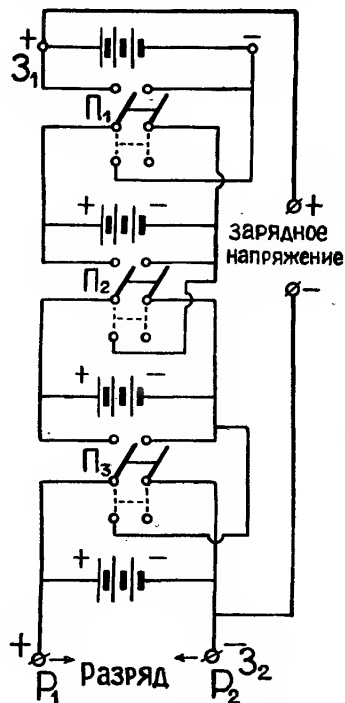 + −
З₁
П₁
+ −
+
зарядное
напряжение
−
П₂
+ −
П₃
+ −
+ − З₂
Разряд
Р₁ Р₂